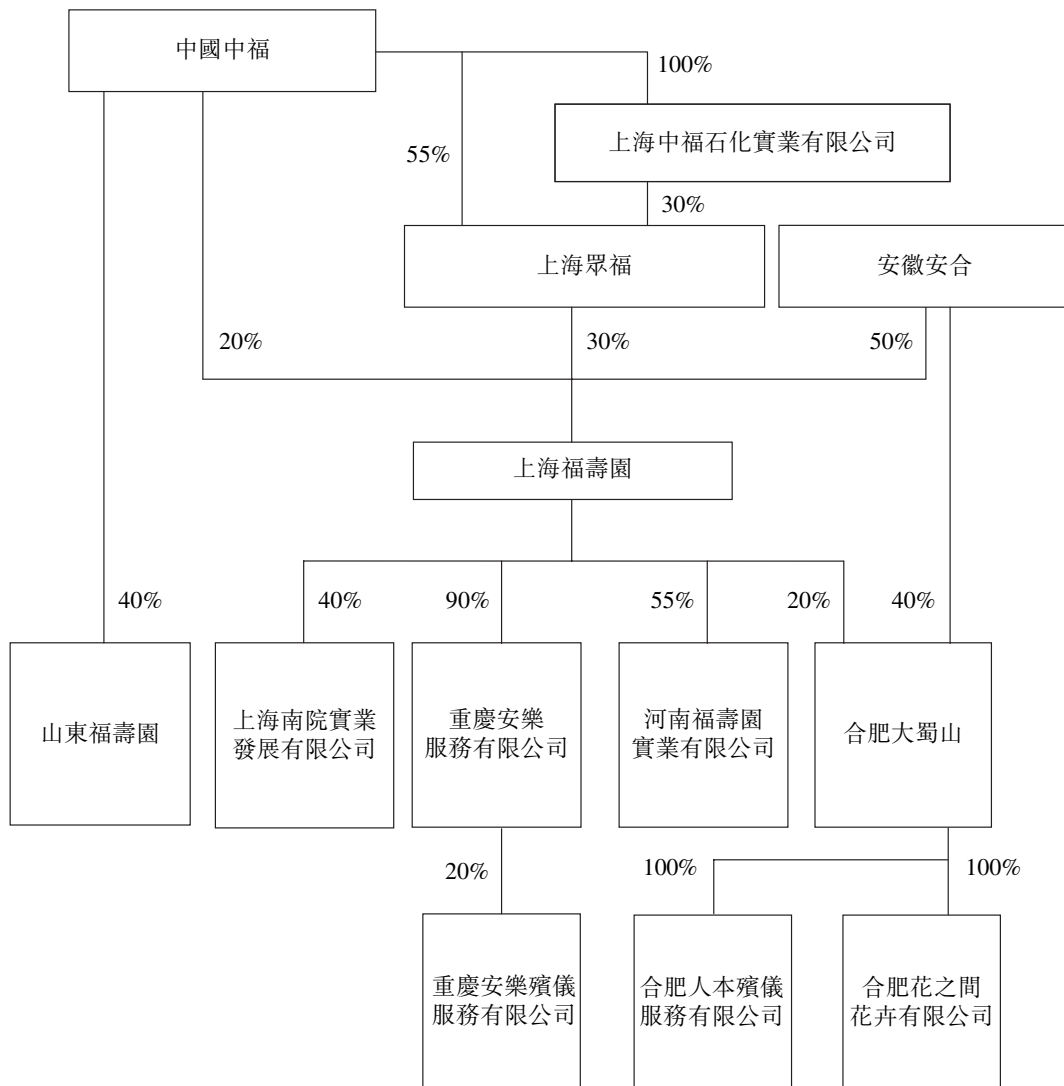 中國中福
100%
上海中福石化實業有限公司
55%
30%
上海眾福
安徽安合
20%
30%
50%
上海福壽園
40%
40%
90%
55%
20%
40%
山東福壽園
上海南院實業
發展有限公司
重慶安樂
服務有限公司
河南福壽園
實業有限公司
合肥大蜀山
20%
100%
100%
重慶安樂殯儀
服務有限公司
合肥人本殯儀
服務有限公司
合肥花之間
花卉有限公司